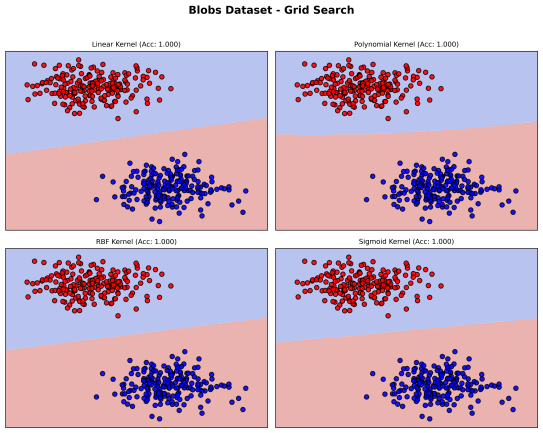 Blobs Dataset - Grid Search
Linear Kernel (Acc: 1.000)
Polynomial Kernel (Acc: 1.000)
RBF Kernel (Acc: 1.000)
Sigmoid Kernel (Acc: 1.000)